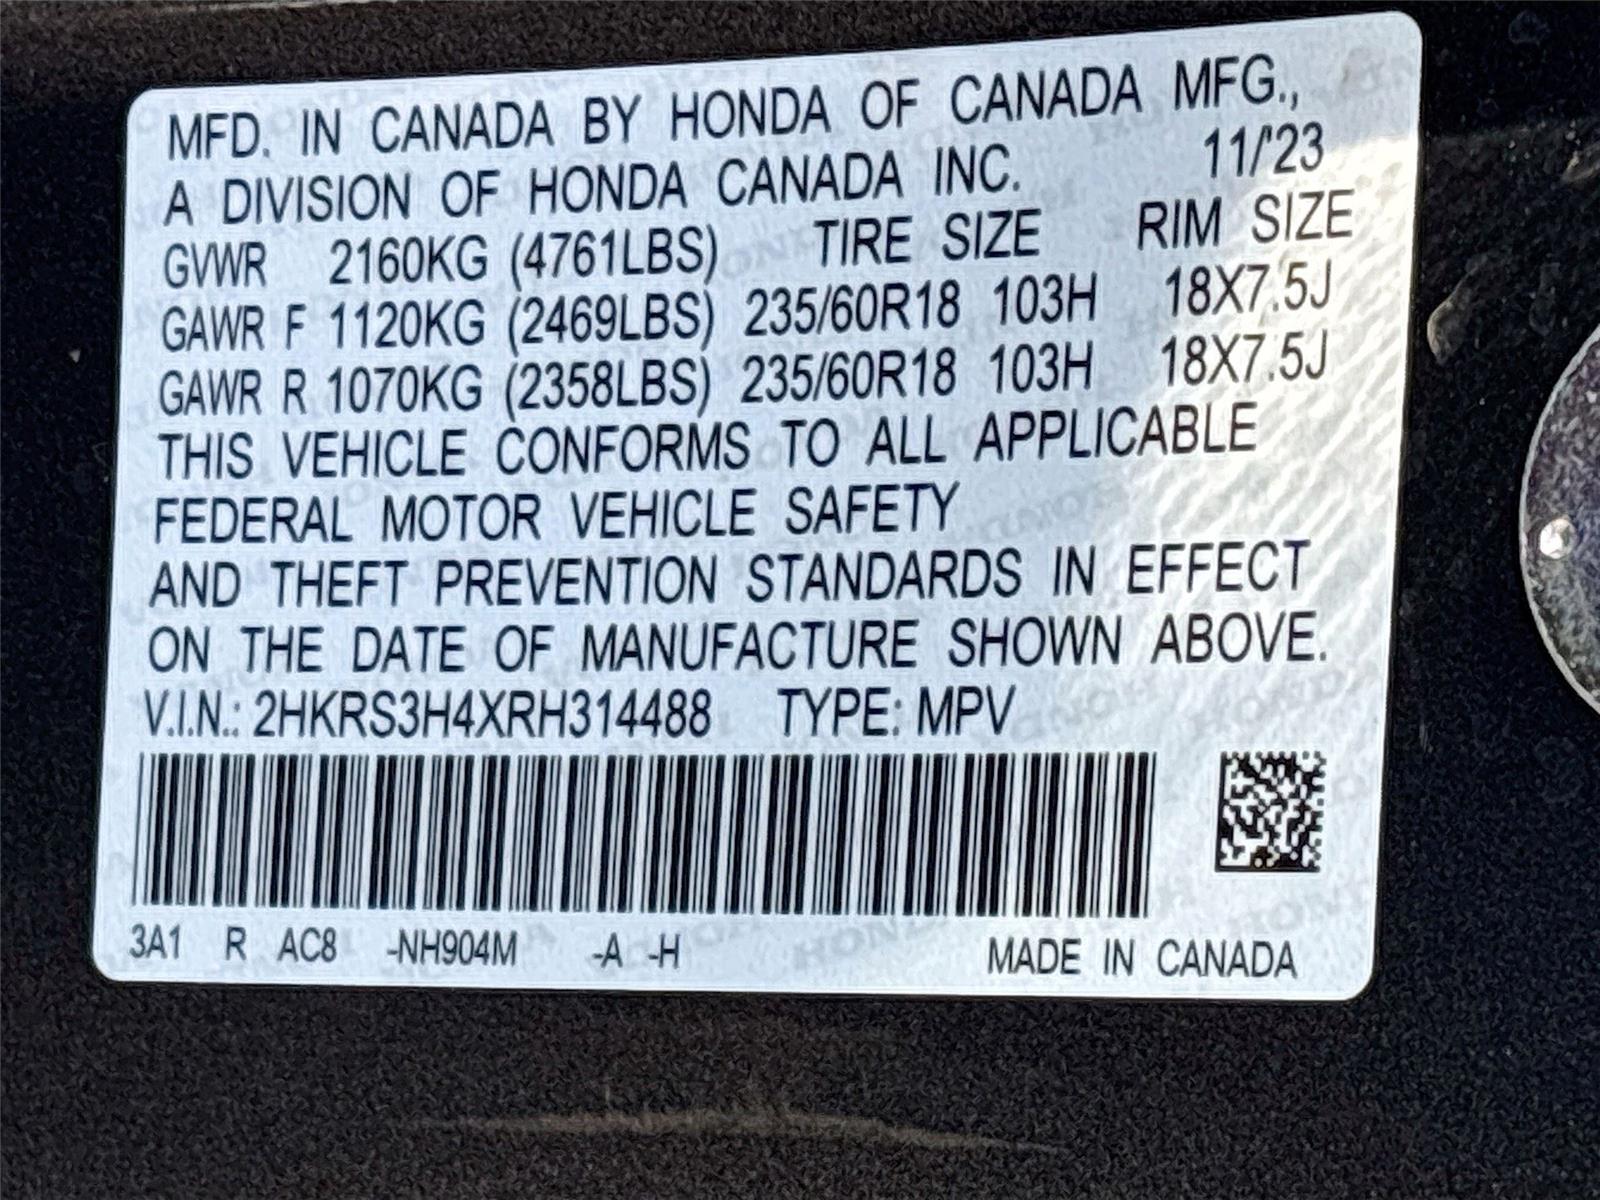 MFD. IN CANADA BY HONDA OF CANADA MFG.,
A DIVISION OF HONDA CANADA INC. 11/'23
GVWR 2160KG (4761LBS) TIRE SIZE RIM SIZE
GAWR F 1120KG (2469LBS) 235/60R18 103H 18X7.5J
GAWR R 1070KG (2358LBS) 235/60R18 103H 18X7.5J
THIS VEHICLE CONFORMS TO ALL APPLICABLE
FEDERAL MOTOR VEHICLE SAFETY
AND THEFT PREVENTION STANDARDS IN EFFECT
ON THE DATE OF MANUFACTURE SHOWN ABOVE.
V.I.N.: 2HKRS3H4XRH314488 TYPE: MPV
3A1 R AC8 -NH904M -A -H MADE IN CANADA